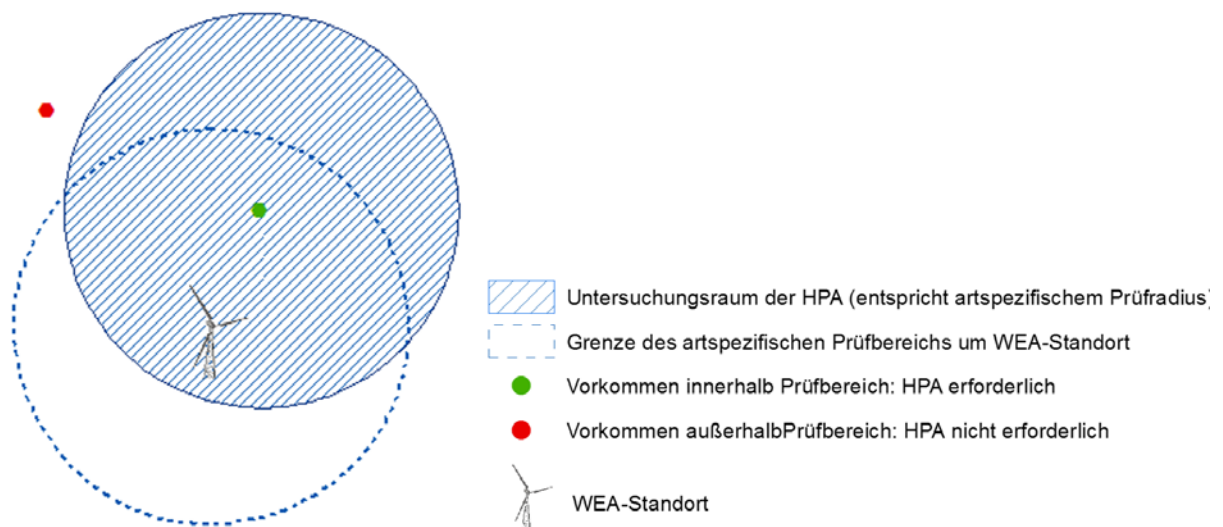 Untersuchungsraum der HPA (entspricht artspezifischem Prüfradius)
Grenze des artspezifischen Prüfbereichs um WEA-Standort
Vorkommen innerhalb Prüfbereich: HPA erforderlich
Vorkommen außerhalbPrüfbereich: HPA nicht erforderlich
WEA-Standort